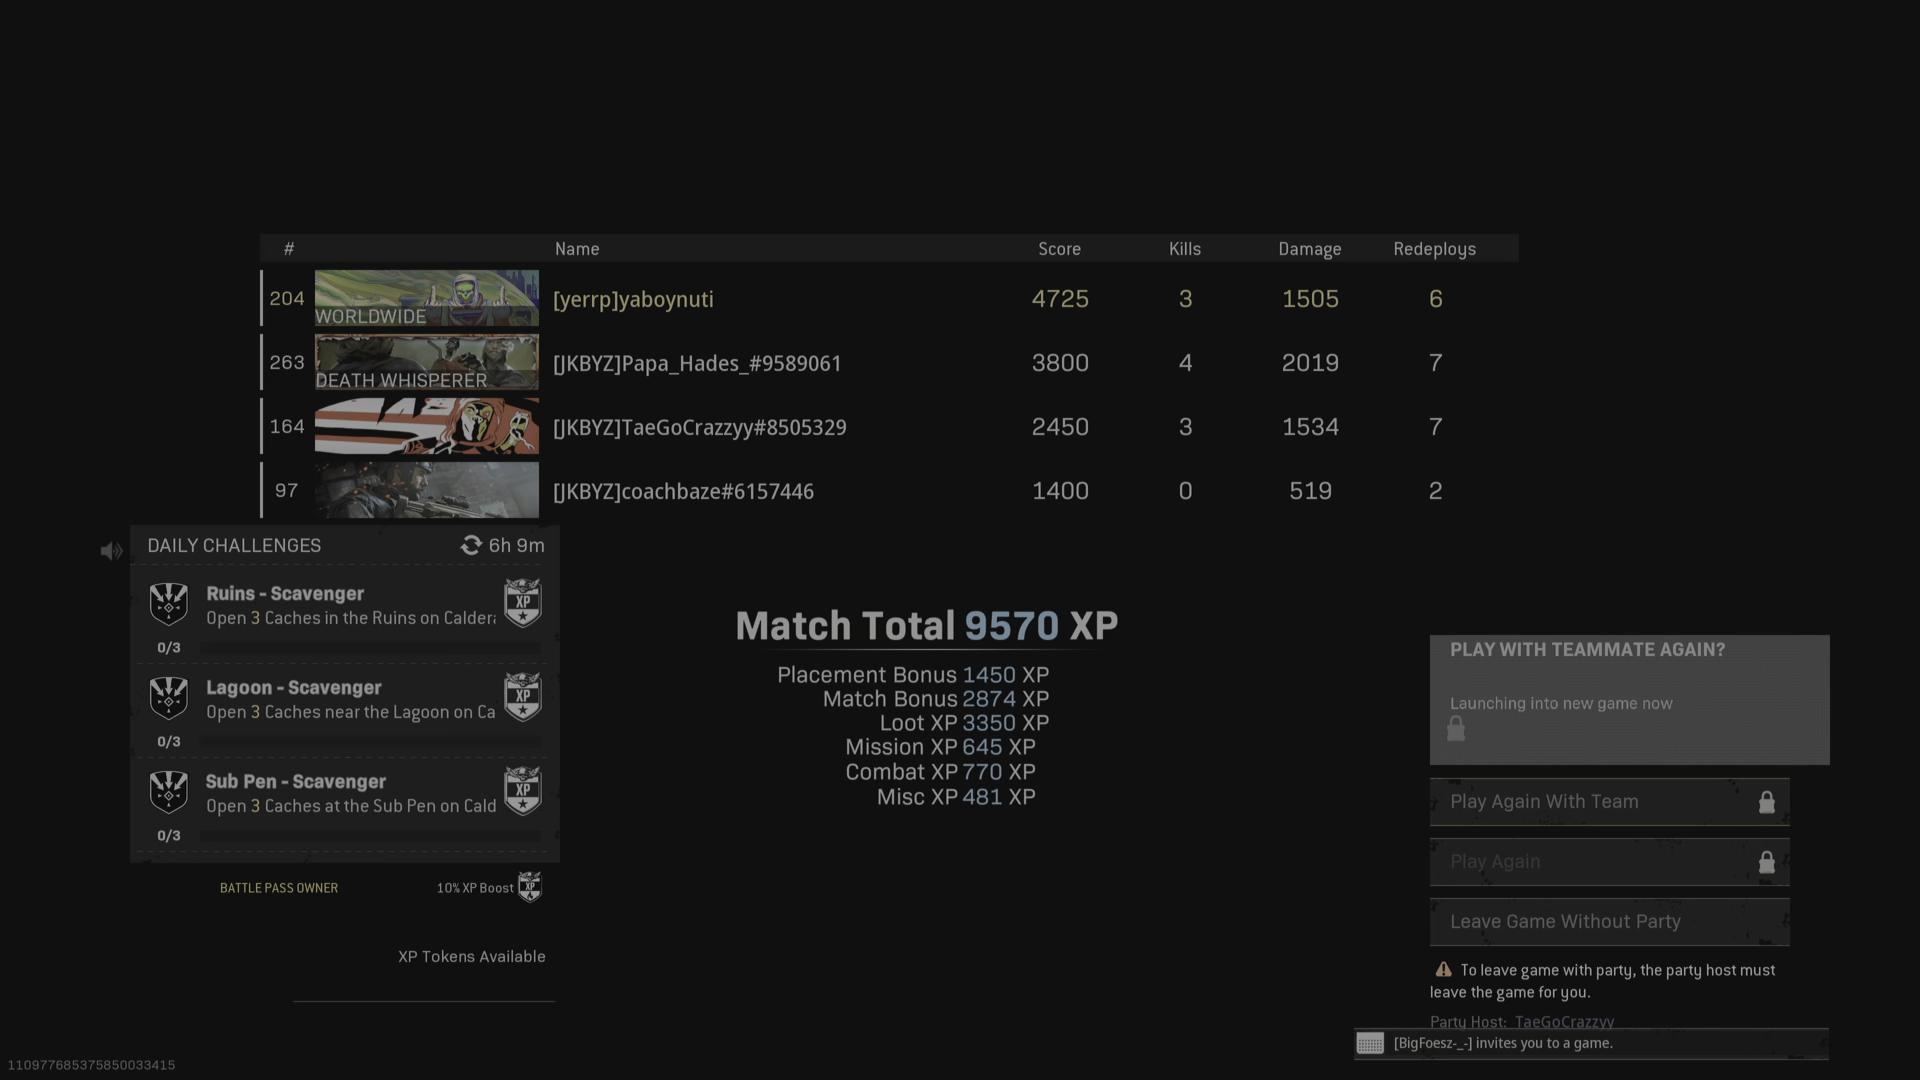 # Name Score Kills Damage Redeploys
204 WORLDWIDE [yerrp]yaboynuti 4725 3 1505 6
263 DEATH WHISPERER [JKBYZ]Papa_Hades_#9589061 3800 4 2019 7
164 [JKBYZ]TaeGoCrazzyy#8505329 2450 3 1534 7
97 [JKBYZ]coachbaze#6157446 1400 0 519 2
DAILY CHALLENGES 6h 9m
Ruins - Scavenger
Open 3 Caches in the Ruins on Caldera
XP
0/3
Lagoon - Scavenger
Open 3 Caches near the Lagoon on Ca
XP
0/3
Sub Pen - Scavenger
Open 3 Caches at the Sub Pen on Cald
XP
0/3
BATTLE PASS OWNER 10% XP Boost XP
XP Tokens Available
Match Total 9570 XP
Placement Bonus 1450 XP
Match Bonus 2874 XP
Loot XP 3350 XP
Mission XP 645 XP
Combat XP 770 XP
Misc XP 481 XP
PLAY WITH TEAMMATE AGAIN?
Launching into new game now
Play Again With Team
Play Again
Leave Game Without Party
To leave game with party, the party host must
leave the game for you.
Party Host: TaeGoCrazzyy
[BigFoesz-_-] invites you to a game.
110977685375850033415